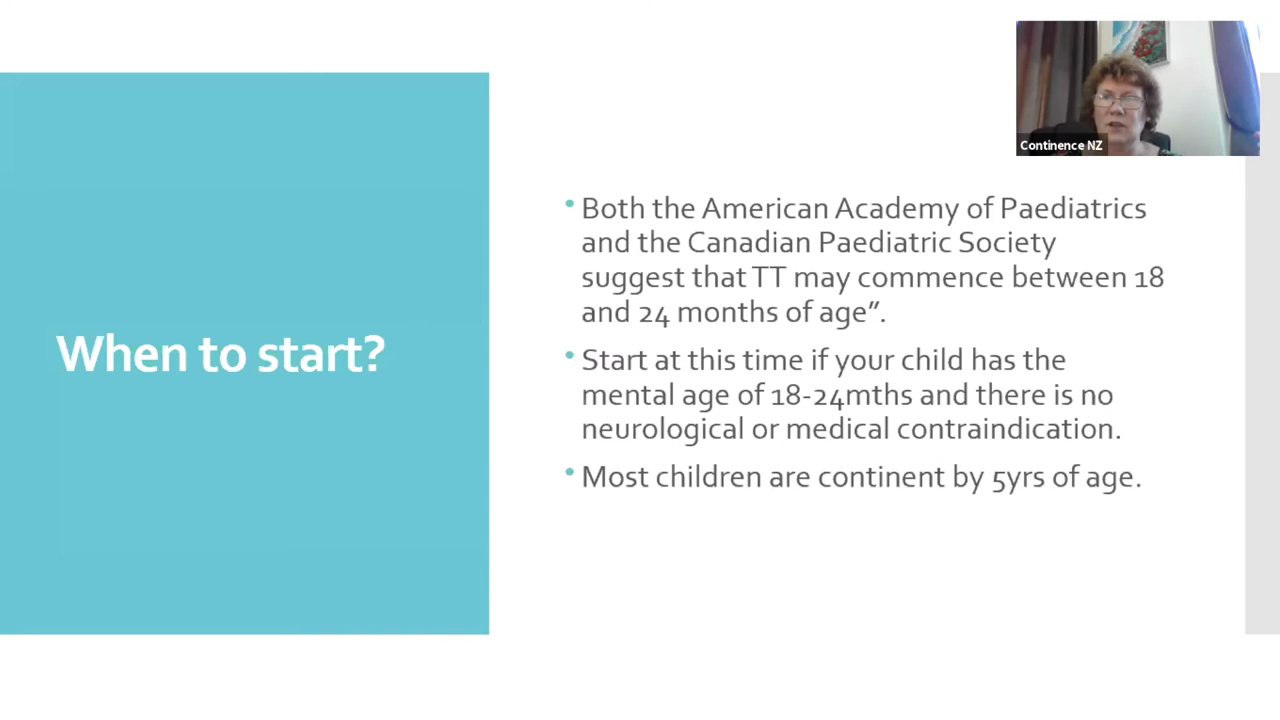 Continence NZ
When to start?
• Both the American Academy of Paediatrics
and the Canadian Paediatric Society
suggest that TT may commence between 18
and 24 months of age”.
• Start at this time if your child has the
mental age of 18-24mths and there is no
neurological or medical contraindication.
• Most children are continent by 5yrs of age.